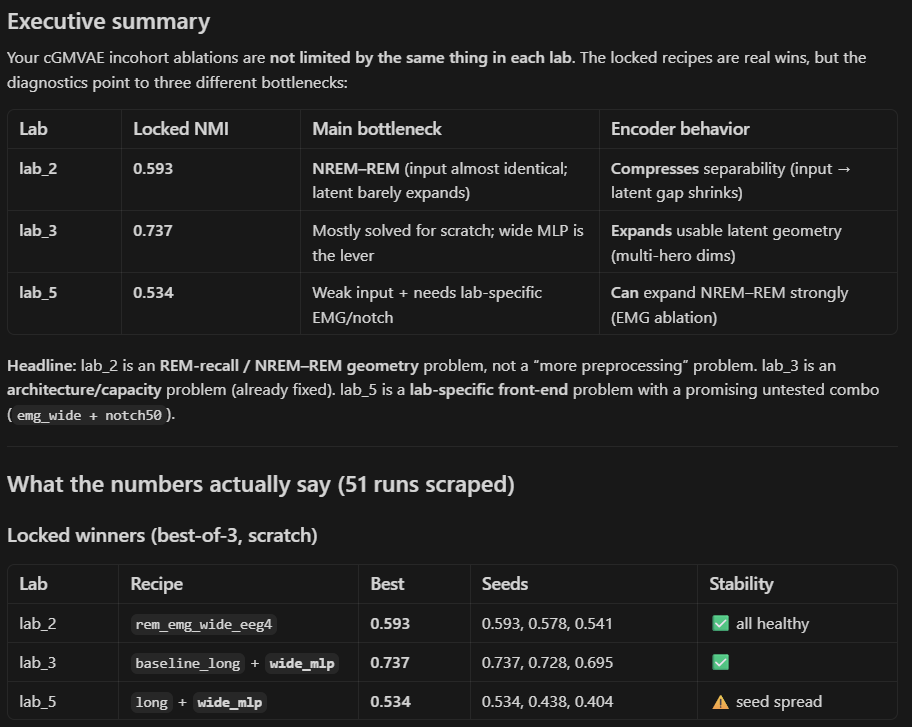 Executive summary
Your cGMVAE incohort ablations are not limited by the same thing in each lab. The locked recipes are real wins, but the
diagnostics point to three different bottlenecks:
Lab Locked NMI Main bottleneck Encoder behavior
lab_2 0.593 NREM–REM (input almost identical; Compresses separability (input →
latent barely expands) latent gap shrinks)
lab_3 0.737 Mostly solved for scratch; wide MLP is Expands usable latent geometry
the lever (multi-hero dims)
lab_5 0.534 Weak input + needs lab-specific Can expand NREM–REM strongly
EMG/notch (EMG ablation)
Headline: lab_2 is an REM-recall / NREM–REM geometry problem, not a “more preprocessing” problem. lab_3 is an
architecture/capacity problem (already fixed). lab_5 is a lab-specific front-end problem with a promising untested combo
( emg_wide + notch50 ).
What the numbers actually say (51 runs scraped)
Locked winners (best-of-3, scratch)
Lab Recipe Best Seeds Stability
lab_2 rem_emg_wide_eeg4 0.593 0.593, 0.578, 0.541 ✅ all healthy
lab_3 baseline_long + wide_mlp 0.737 0.737, 0.728, 0.695 ✅
lab_5 long + wide_mlp 0.534 0.534, 0.438, 0.404 ⚠️ seed spread